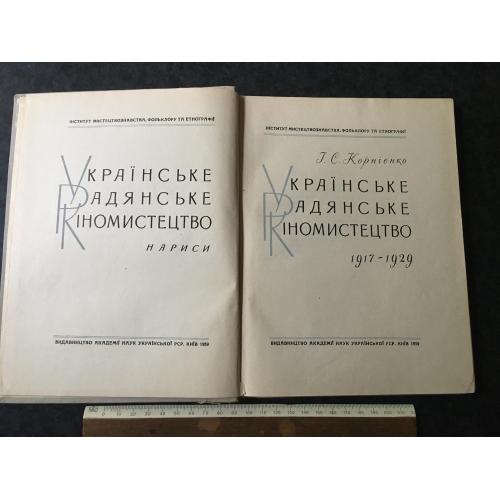 ІНСТИТУТ МИСТЕЦТВОЗНАВСТВА, ФОЛЬКЛОРУ ТА ЕТНОГРАФІЇ
УКРАЇНСЬКЕ
РАДЯНСЬКЕ
КІНОМИСТЕЦТВО
НАРИСИ
ВИДАВНИЦТВО АКАДЕМІЇ НАУК УКРАЇНСЬКОЇ РСР. КИЇВ 1959
ІНСТИТУТ МИСТЕЦТВОЗНАВСТВА, ФОЛЬКЛОРУ ТА ЕТНОГРАФІЇ
І. С. Корнієнко
УКРАЇНСЬКЕ
РАДЯНСЬКЕ
КІНОМИСТЕЦТВО
1917-1929
ВИДАВНИЦТВО АКАДЕМІЇ НАУК УКРАЇНСЬКОЇ РСР. КИЇВ 1959